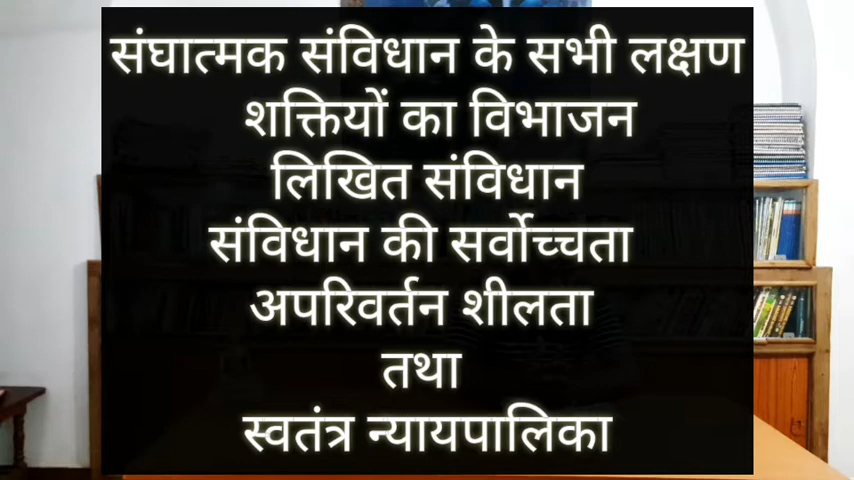 संघात्मक संविधान के सभी लक्षण
शक्तियों का विभाजन
लिखित संविधान
संविधान की सर्वोच्चता
अपरिवर्तन शीलता
तथा
स्वतंत्र न्यायपालिका